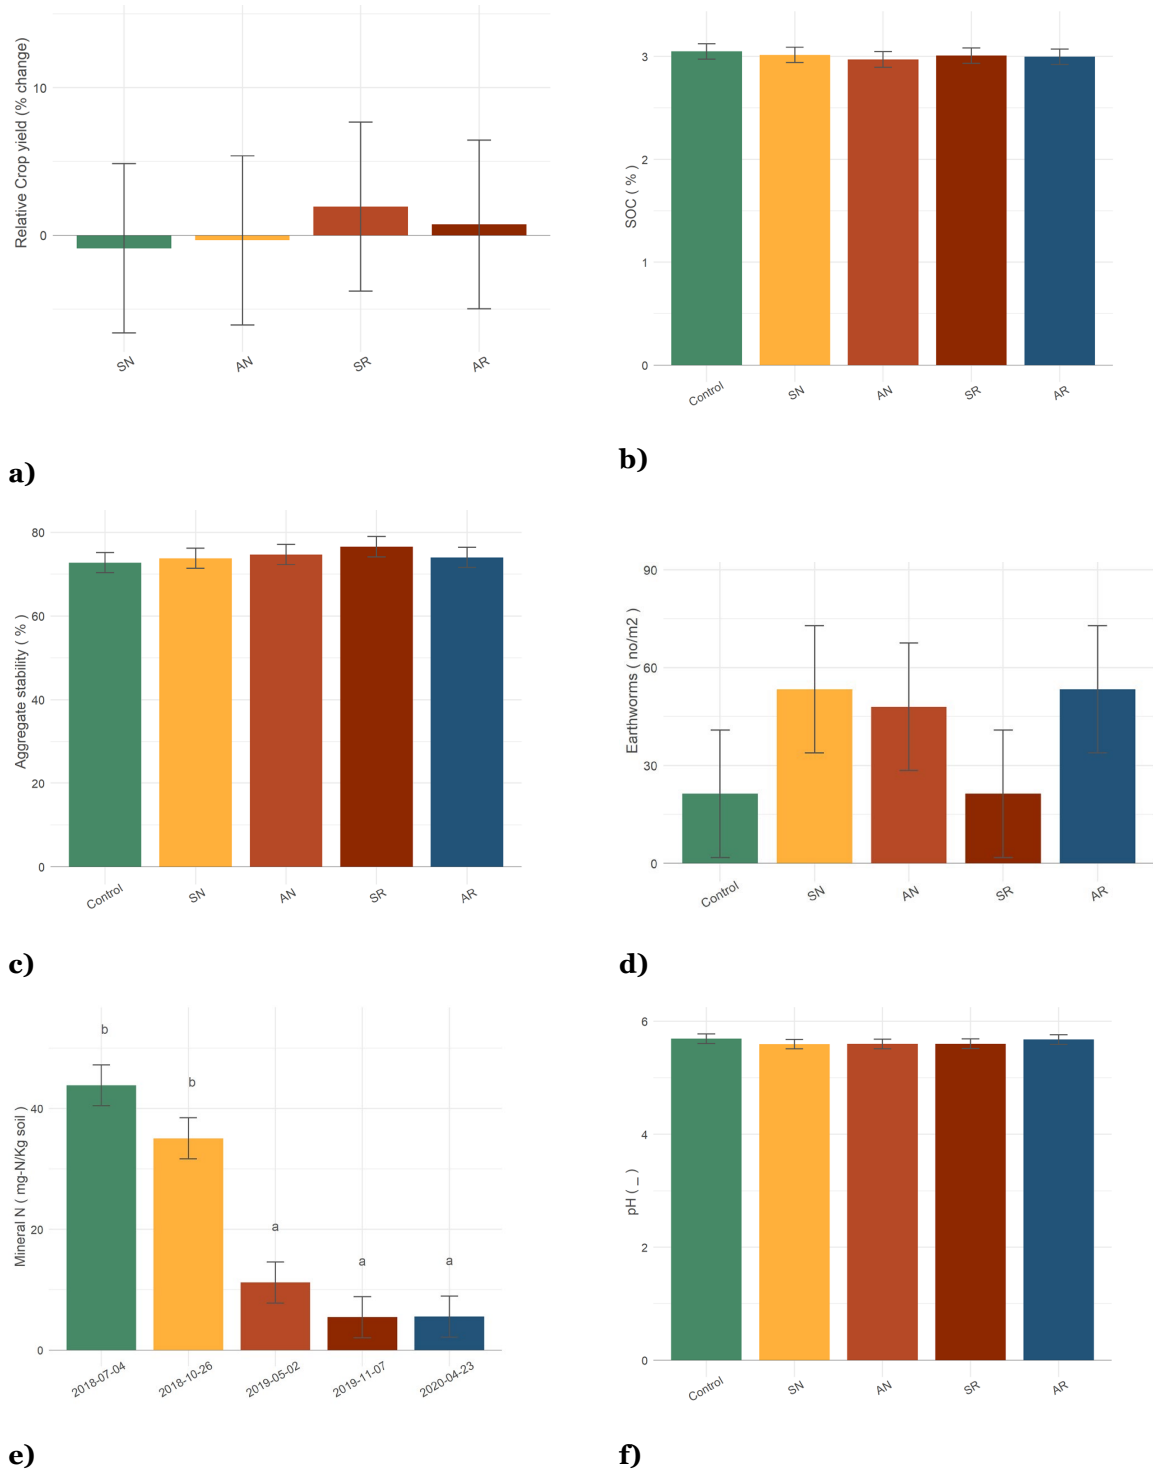 Relative Crop yield (% change)
10
5
0
SN AN SR AR
a)
SOC ( % )
3
2
1
0
Control SN AN SR AR
b)
Aggregate stability ( % )
80
60
40
20
0
Control SN AN SR AR
c)
Earthworms ( no/m2 )
90
60
30
0
Control SN AN SR AR
d)
Mineral N ( mg-N/Kg soil )
40
20
0
b
b
a
a
a
2018-07-04 2018-10-26 2019-05-02 2019-11-07 2020-04-23
e)
pH ( _ )
6
4
2
0
Control SN AN SR AR
f)